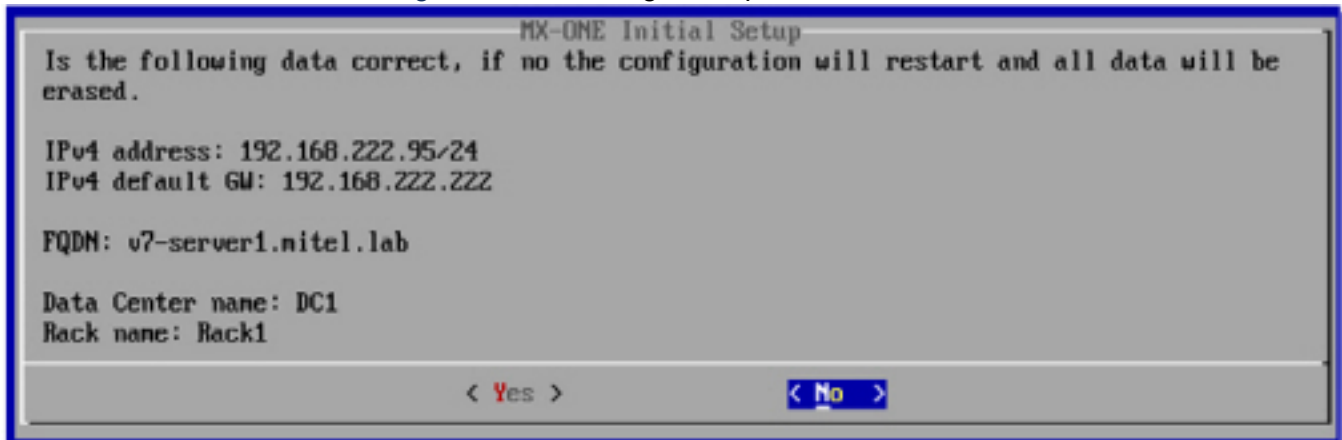 MX-ONE Initial Setup
Is the following data correct, if no the configuration will restart and all data will be
erased.
IPv4 address: 192.168.222.95/24
IPv4 default GW: 192.168.222.222
FQDN: v7-server1.mitel.lab
Data Center name: DC1
Rack name: Rack1
< Yes > < No >